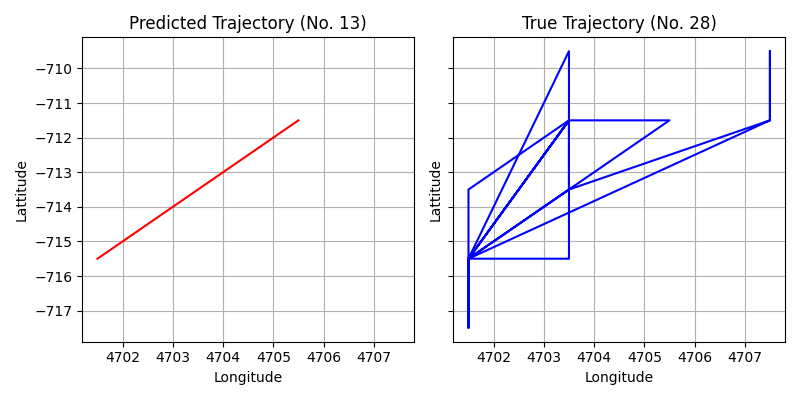 Predicted Trajectory (No. 13)
−710
−711
−712
−713
−714
−715
−716
−717
Lattitude
4702 4703 4704 4705 4706 4707
Longitude
True Trajectory (No. 28)
Lattitude
4702 4703 4704 4705 4706 4707
Longitude